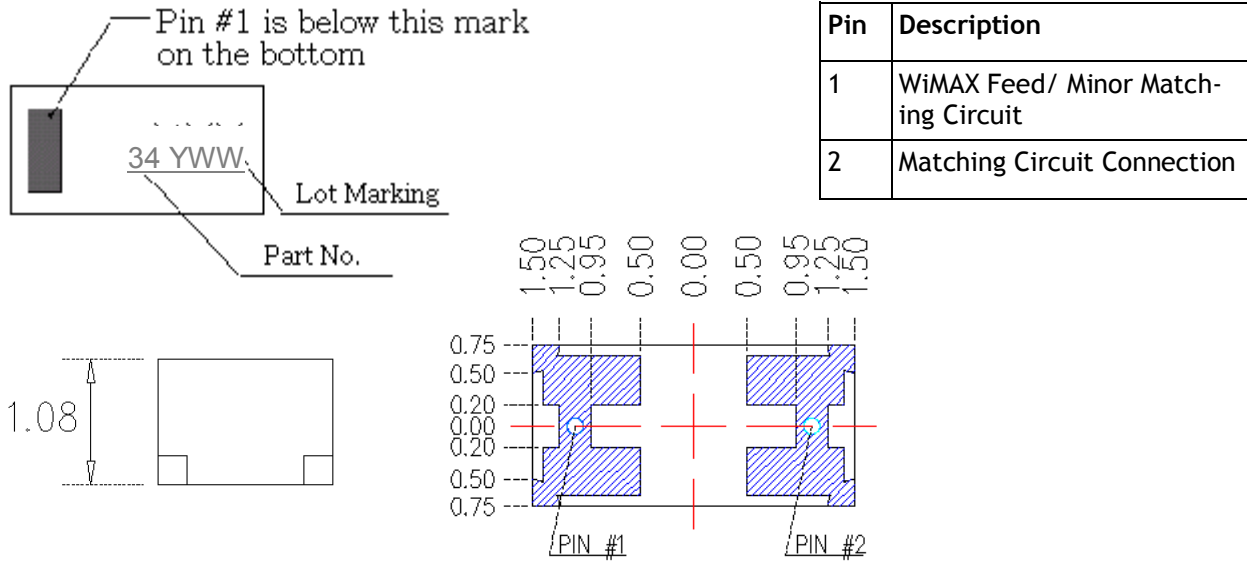 Pin #1 is below this mark
on the bottom
34 YWW
Lot Marking
Part No.
Pin Description
1 WiMAX Feed/ Minor Match-
ing Circuit
2 Matching Circuit Connection
1.08
1.50 1.25 0.95 0.50 0.00 0.50 0.95 1.25 1.50
0.75
0.50
0.20
0.00
0.20
0.50
0.75
PIN #1
PIN #2